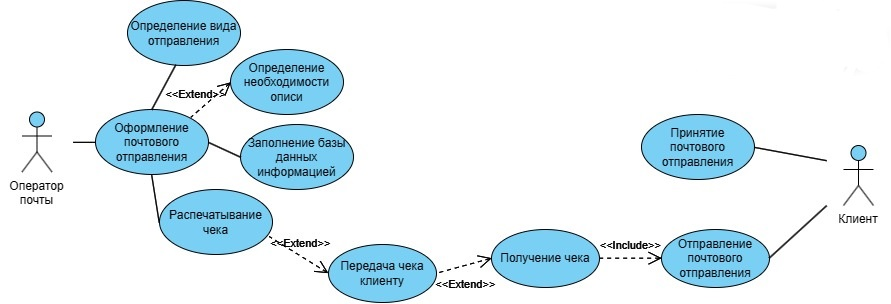 Определение вида
отправления
Определение
необходимости
описи
<<Extend>>
Оформление
почтового
отправления
Заполнение базы
данных
информацией
Оператор
почты
Распечатывание
чека
<<Extend>>
Передача чека
клиенту
<<Extend>>
Получение чека
<<Include>>
Отправление
почтового
отправления
Принятие
почтового
отправления
Клиент